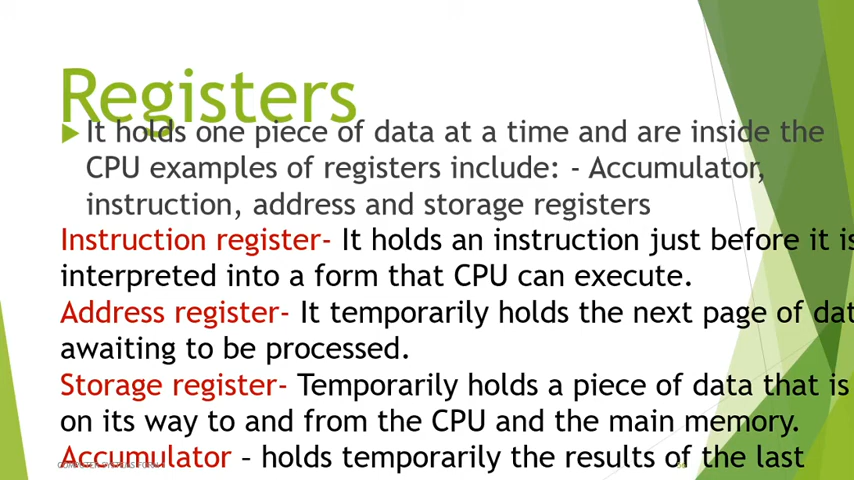 Registers
It holds one piece of data at a time and are inside the
CPU examples of registers include: - Accumulator,
instruction, address and storage registers
Instruction register- It holds an instruction just before it is
interpreted into a form that CPU can execute.
Address register- It temporarily holds the next page of dat
awaiting to be processed.
Storage register- Temporarily holds a piece of data that is
on its way to and from the CPU and the main memory.
Accumulator – holds temporarily the results of the last